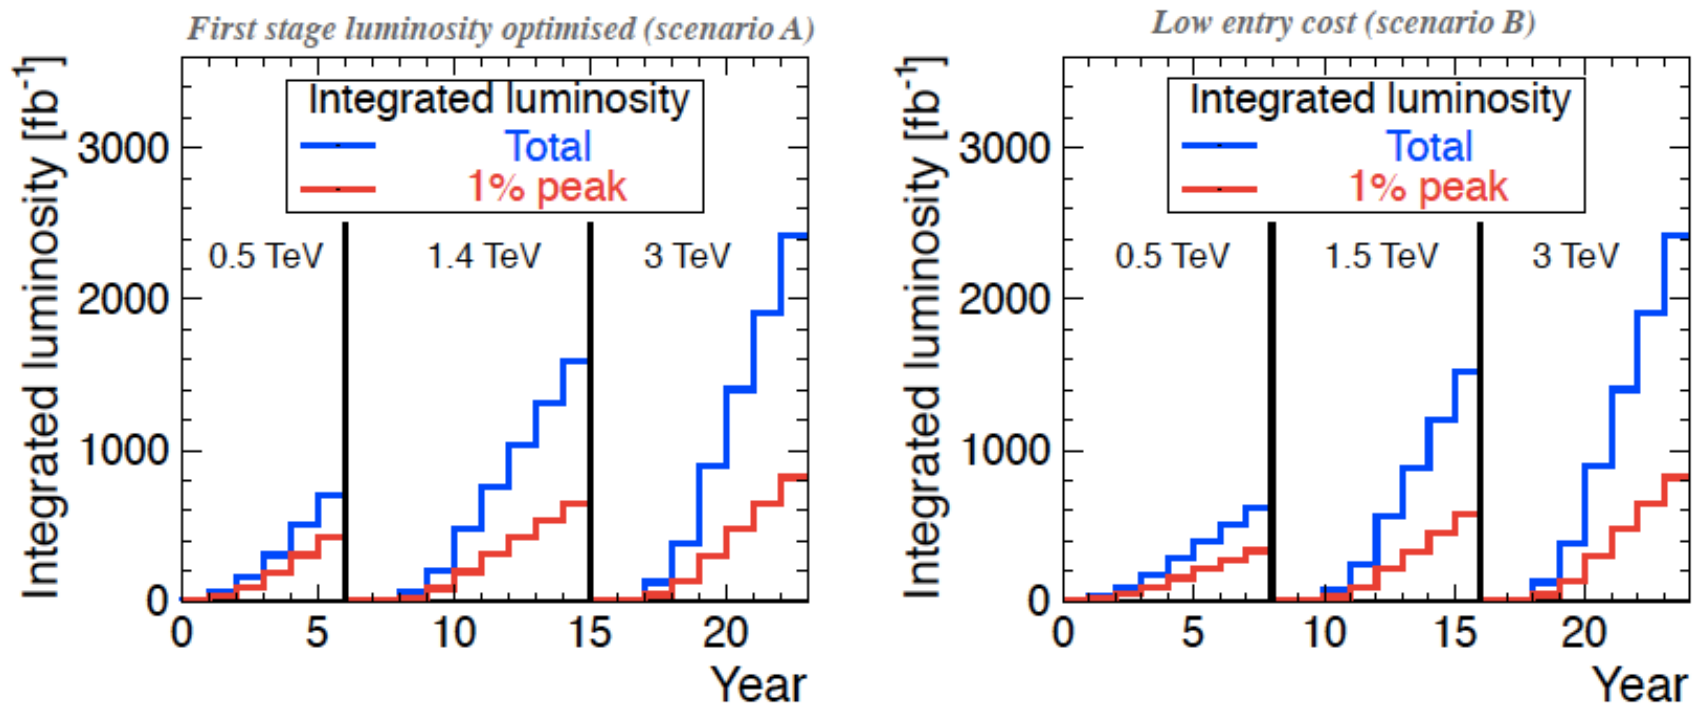 First stage luminosity optimised (scenario A)
Integrated luminosity [fb⁻¹]
Integrated luminosity
Total
1% peak
3000
2000
1000
0
0.5 TeV
1.4 TeV
3 TeV
0
5
10
15
20
Year
Low entry cost (scenario B)
Integrated luminosity [fb⁻¹]
Integrated luminosity
Total
1% peak
3000
2000
1000
0
0.5 TeV
1.5 TeV
3 TeV
0
5
10
15
20
Year